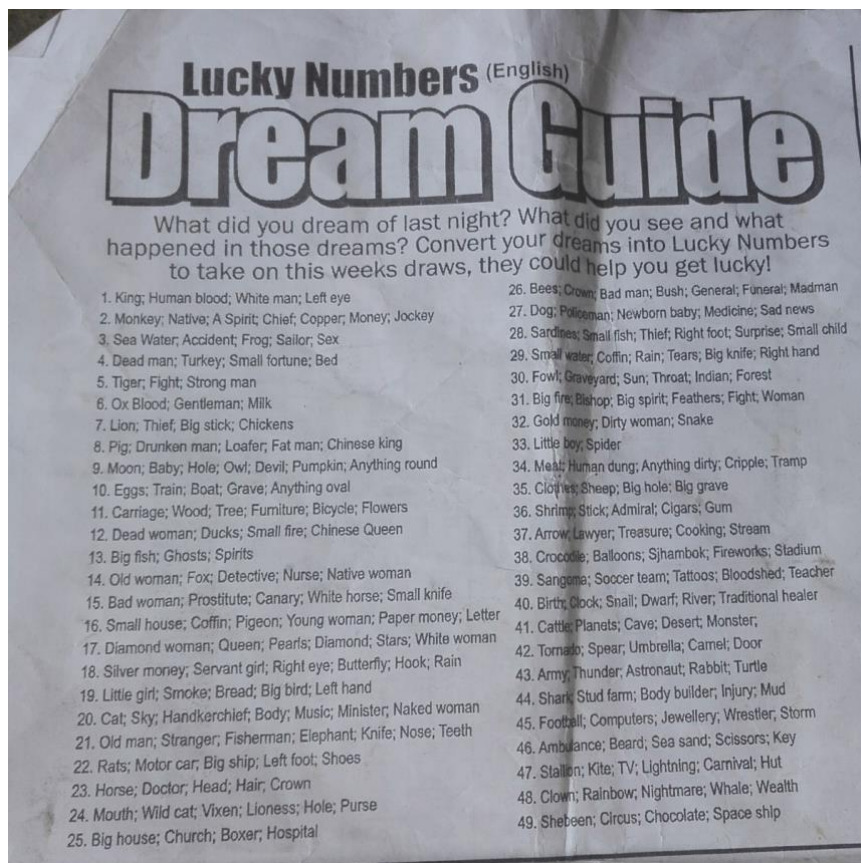 Lucky Numbers (English)
Dream Guide
What did you dream of last night? What did you see and what
happened in those dreams? Convert your dreams into Lucky Numbers
to take on this weeks draws, they could help you get lucky!
1. King; Human blood; White man; Left eye
2. Monkey; Native; A Spirit; Chief; Copper; Money; Jockey
3. Sea Water; Accident; Frog; Sailor; Sex
4. Dead man; Turkey; Small fortune; Bed
5. Tiger; Fight; Strong man
6. Ox Blood; Gentleman; Milk
7. Lion; Thief; Big stick; Chickens
8. Pig; Drunken man; Loafer; Fat man; Chinese king
9. Moon; Baby; Hole; Owl; Devil; Pumpkin; Anything round
10. Eggs; Train; Boat; Grave; Anything oval
11. Carriage; Wood; Tree; Furniture; Bicycle; Flowers
12. Dead woman; Ducks; Small fire; Chinese Queen
13. Big fish; Ghosts; Spirits
14. Old woman; Fox; Detective; Nurse; Native woman
15. Bad woman; Prostitute; Canary; White horse; Small knife
16. Small house; Coffin; Pigeon; Young woman; Paper money; Letter
17. Diamond woman; Queen; Pearls; Diamond; Stars; White woman
18. Silver money; Servant girl; Right eye; Butterfly; Hook; Rain
19. Little girl; Smoke; Bread; Big bird; Left hand
20. Cat; Sky; Handkerchief; Body; Music; Minister; Naked woman
21. Old man; Stranger; Fisherman; Elephant; Knife; Nose; Teeth
22. Rats; Motor car; Big ship; Left foot; Shoes
23. Horse; Doctor; Head; Hair; Crown
24. Mouth; Wild cat; Vixen; Lioness; Hole; Purse
25. Big house; Church; Boxer; Hospital
26. Bees; Crown; Bad man; Bush; General; Funeral; Madman
27. Dog; Policeman; Newborn baby; Medicine; Sad news
28. Sardines; Small fish; Thief; Right foot; Surprise; Small child
29. Small water; Coffin; Rain; Tears; Big knife; Right hand
30. Fowl; Graveyard; Sun; Throat; Indian; Forest
31. Big fire; Bishop; Big spirit; Feathers; Fight; Woman
32. Gold money; Dirty woman; Snake
33. Little boy; Spider
34. Meat; Human dung; Anything dirty; Cripple; Tramp
35. Clothes; Sheep; Big hole; Big grave
36. Shrimp; Stick; Admiral; Cigars; Gum
37. Arrow; Lawyer; Treasure; Cooking; Stream
38. Crocodile; Balloons; Sjhambok; Fireworks; Stadium
39. Sangoma; Soccer team; Tattoos; Bloodshed; Teacher
40. Birth; Clock; Snail; Dwarf; River; Traditional healer
41. Cattle; Planets; Cave; Desert; Monster;
42. Tornado; Spear; Umbrella; Camel; Door
43. Army; Thunder; Astronaut; Rabbit; Turtle
44. Shark; Stud farm; Body builder; Injury; Mud
45. Football; Computers; Jewellery; Wrestler; Storm
46. Ambulance; Beard; Sea sand; Scissors; Key
47. Stallion; Kite; TV; Lightning; Carnival; Hut
48. Clown; Rainbow; Nightmare; Whale; Wealth
49. Shebeen; Circus; Chocolate; Space ship